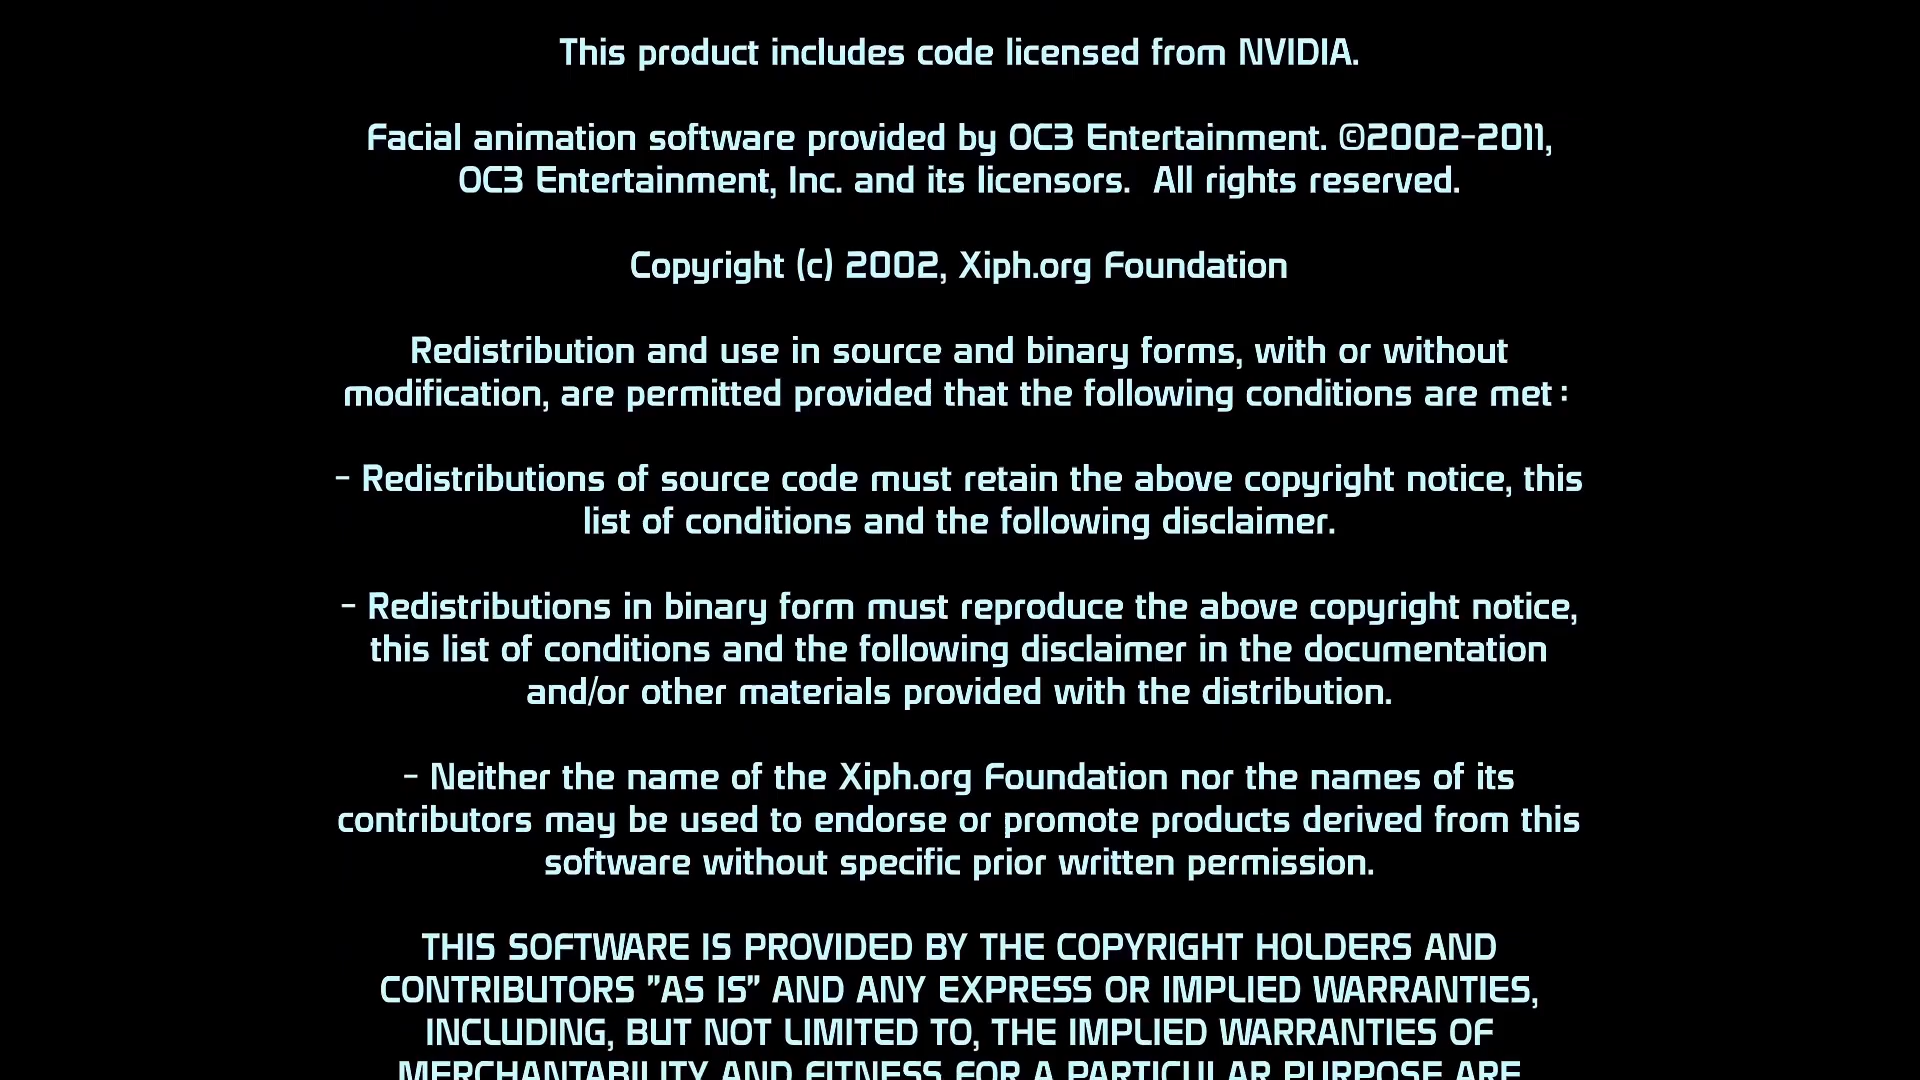 This product includes code licensed from NVIDIA.
Facial animation software provided by OC3 Entertainment. ©2002-2011,
OC3 Entertainment, Inc. and its licensors. All rights reserved.
Copyright (c) 2002, Xiph.org Foundation
Redistribution and use in source and binary forms, with or without
modification, are permitted provided that the following conditions are met :
- Redistributions of source code must retain the above copyright notice, this
list of conditions and the following disclaimer.
- Redistributions in binary form must reproduce the above copyright notice,
this list of conditions and the following disclaimer in the documentation
and/or other materials provided with the distribution.
- Neither the name of the Xiph.org Foundation nor the names of its
contributors may be used to endorse or promote products derived from this
software without specific prior written permission.
THIS SOFTWARE IS PROVIDED BY THE COPYRIGHT HOLDERS AND
CONTRIBUTORS "AS IS" AND ANY EXPRESS OR IMPLIED WARRANTIES,
INCLUDING, BUT NOT LIMITED TO, THE IMPLIED WARRANTIES OF
MERCHANTABILITY AND FITNESS FOR A PARTICULAR PURPOSE ARE